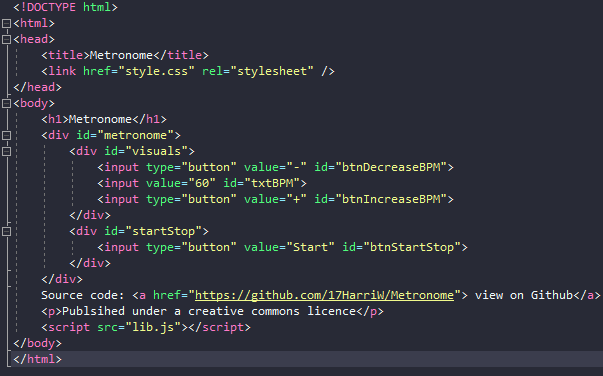 <!DOCTYPE html>
<html>
<head>
<title>Metronome</title>
<link href="style.css" rel="stylesheet" />
</head>
<body>
<h1>Metronome</h1>
<div id="metronome">
<div id="visuals">
<input type="button" value="-" id="btnDecreaseBPM">
<input value="60" id="txtBPM">
<input type="button" value="+" id="btnIncreaseBPM">
</div>
<div id="startStop">
<input type="button" value="Start" id="btnStartStop">
</div>
</div>
Source code: <a href="https://github.com/17HarriW/Metronome"> view on Github</a>
<p>Publsihed under a creative commons licence</p>
<script src="lib.js"></script>
</body>
</html>